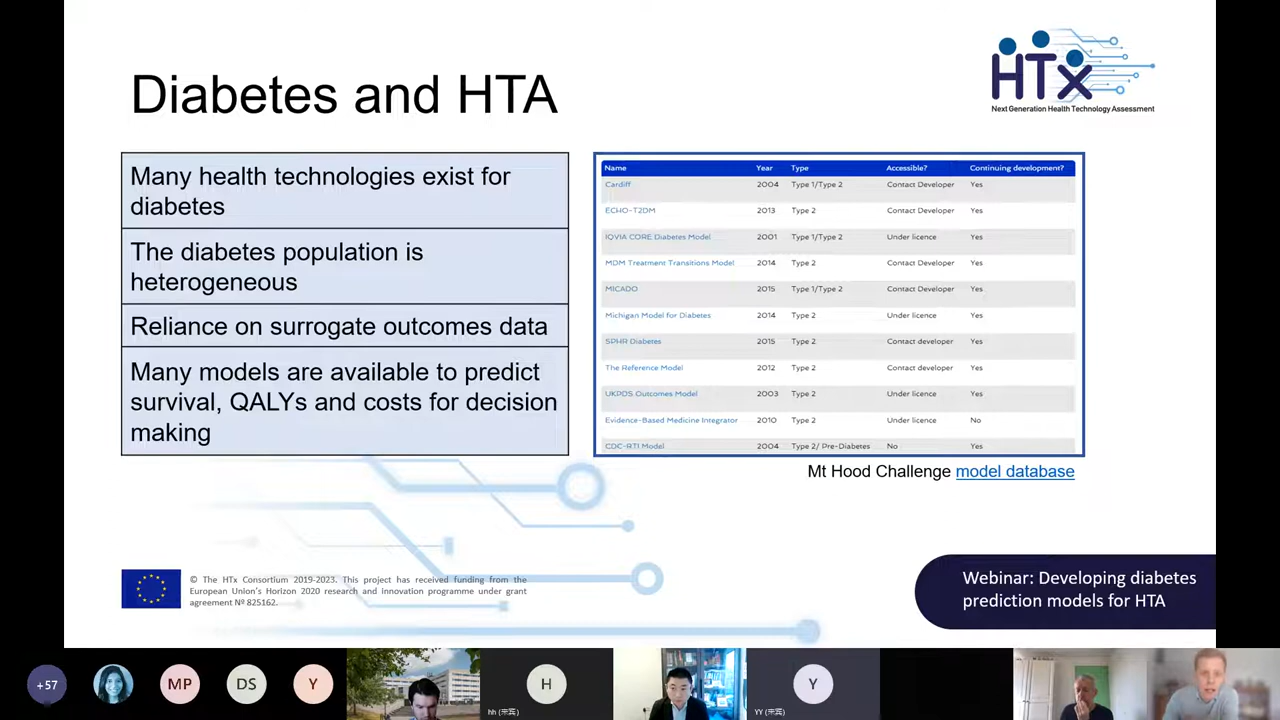 Diabetes and HTA
HTx
Next Generation Health Technology Assessment
Many health technologies exist for
diabetes
The diabetes population is
heterogeneous
Reliance on surrogate outcomes data
Many models are available to predict
survival, QALYs and costs for decision
making
Name Year Type Accessible? Continuing development?
Cardiff 2004 Type 1/Type 2 Contact Developer Yes
ECHO-T2DM 2013 Type 2 Contact Developer Yes
IQVIA CORE Diabetes Model 2001 Type 1/Type 2 Under licence Yes
MDM Treatment Transitions Model 2014 Type 2 Contact Developer Yes
MICADO 2015 Type 1/Type 2 Contact Developer Yes
Michigan Model for Diabetes 2014 Type 2 Under licence Yes
SPHR Diabetes 2015 Type 2 Contact developer Yes
The Reference Model 2012 Type 2 Contact developer Yes
UKPDS Outcomes Model 2003 Type 2 Under licence Yes
Evidence-Based Medicine Integrator 2010 Type 2 Under licence No
CDC-RTI Model 2004 Type 2/ Pre-Diabetes No Yes
Mt Hood Challenge model database
© The HTx Consortium 2019-2023. This project has received funding from the
European Union's Horizon 2020 research and innovation programme under grant
agreement Nº 825162.
Webinar: Developing diabetes
prediction models for HTA
+57
MP
DS
Y
H
hh (来宾)
Y
YY (来宾)